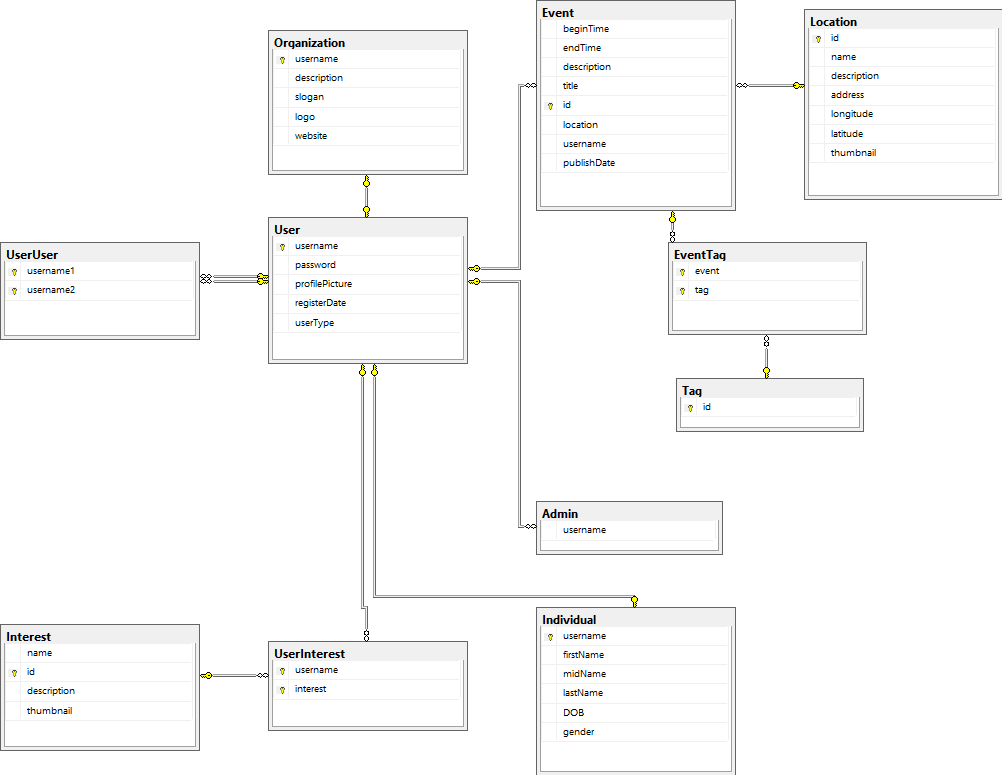 Organization
username
description
slogan
logo
website
Event
beginTime
endTime
description
title
id
location
username
publishDate
Location
id
name
description
address
longitude
latitude
thumbnail
UserUser
username1
username2
User
username
password
profilePicture
registerDate
userType
EventTag
event
tag
Tag
id
Admin
username
Interest
name
id
description
thumbnail
UserInterest
username
interest
Individual
username
firstName
midName
lastName
DOB
gender